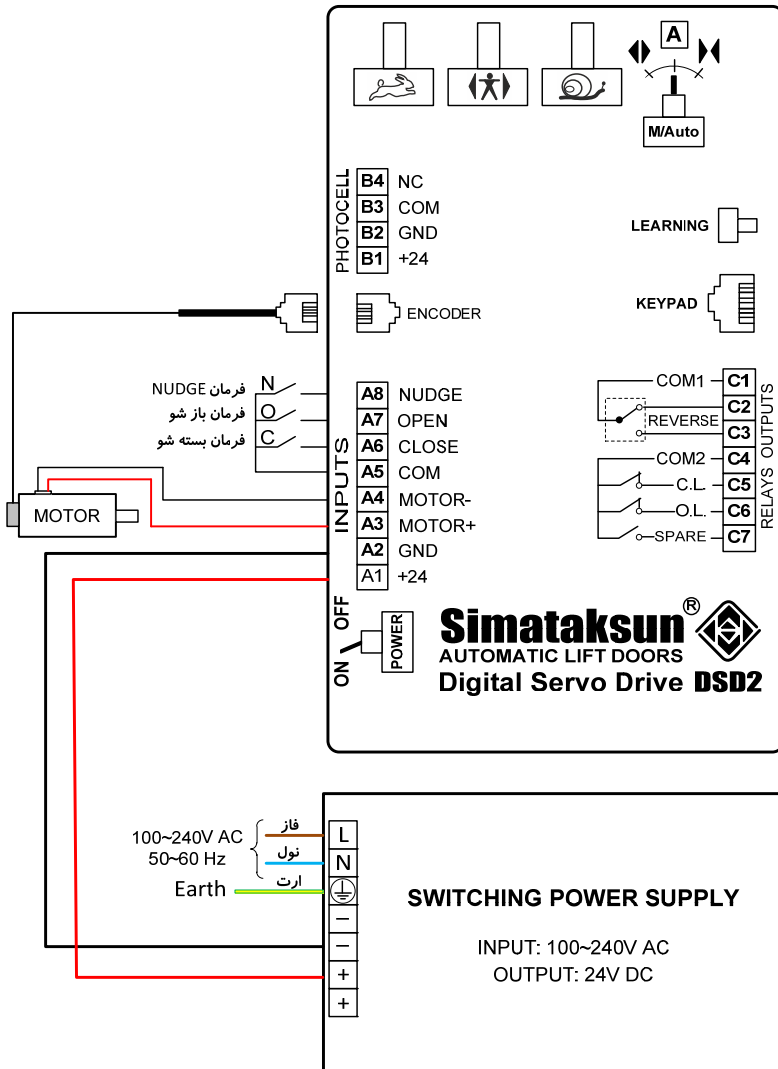 A
M/Auto
PHOTOCELL
B4 NC
B3 COM
B2 GND
B1 +24
LEARNING
ENCODER
KEYPAD
فرمان NUDGE N
فرمان باز شو O
فرمان بسته شو C
INPUTS
A8 NUDGE
A7 OPEN
A6 CLOSE
A5 COM
A4 MOTOR-
A3 MOTOR+
A2 GND
A1 +24
MOTOR
COM1 C1
C2
REVERSE
C3
COM2 C4
C.L. C5
O.L. C6
SPARE C7
RELAYS OUTPUTS
ON OFF
POWER
Simataksun ®
AUTOMATIC LIFT DOORS
Digital Servo Drive DSD2
100~240V AC
50~60 Hz
فاز L
نول N
Earth ارت
−
−
+
+
SWITCHING POWER SUPPLY
INPUT: 100~240V AC
OUTPUT: 24V DC